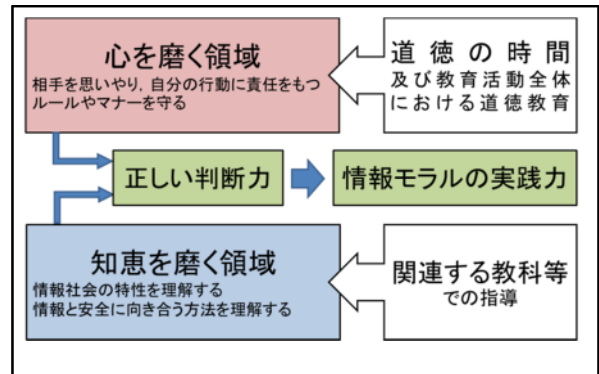 心を磨く領域
相手を思いやり，自分の行動に責任をもつ
ルールやマナーを守る
道徳の時間
及び教育活動全体
における道徳教育
正しい判断力
情報モラルの実践力
知恵を磨く領域
情報社会の特性を理解する
情報と安全に向き合う方法を理解する
関連する教科等
での指導